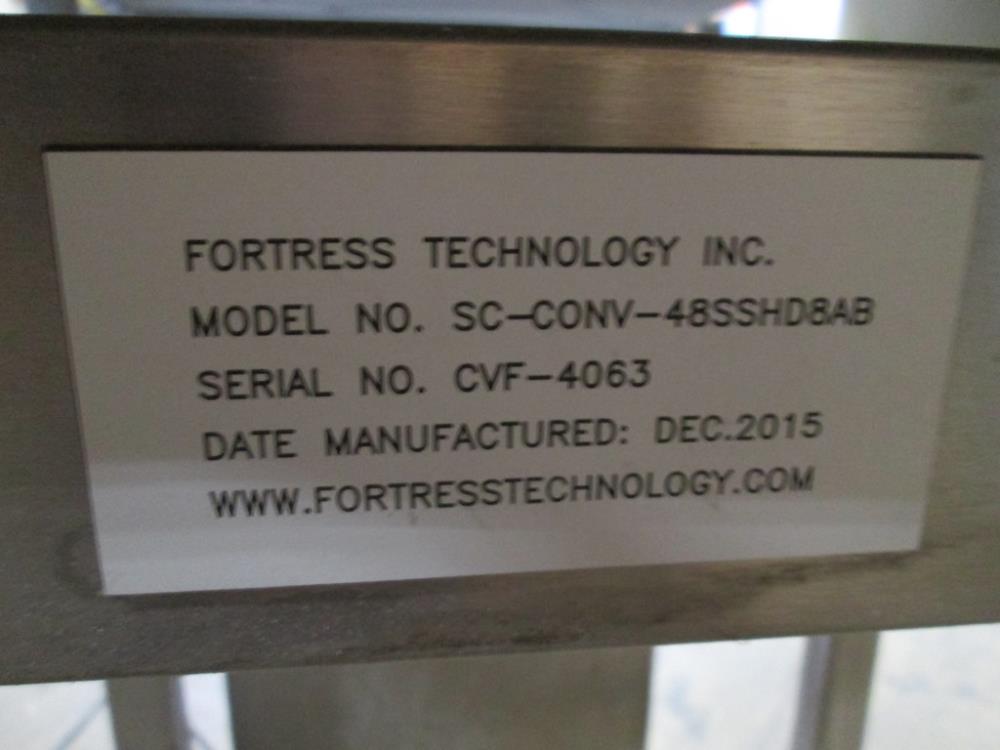 FORTRESS TECHNOLOGY INC.
MODEL NO. SC-CONV-48SSHD8AB
SERIAL NO. CVF-4063
DATE MANUFACTURED: DEC.2015
WWW.FORTRESSTECHNOLOGY.COM